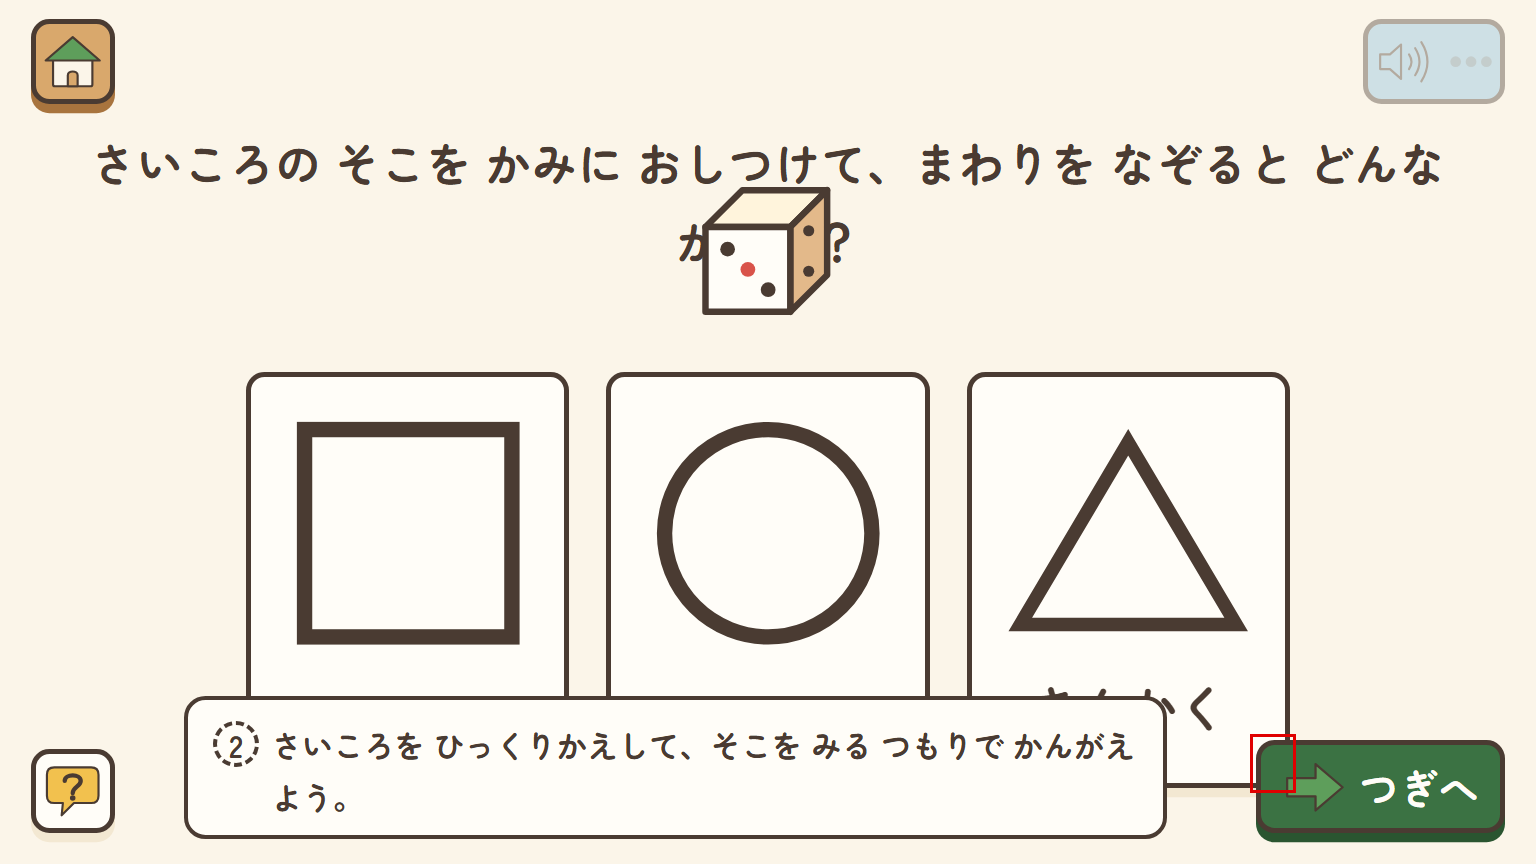 さいころの そこを かみに おしつけて、まわりを なぞると どんな
か ?
?
② さいころを ひっくりかえして、そこを みる つもりで かんがえ
よう。
つぎへ